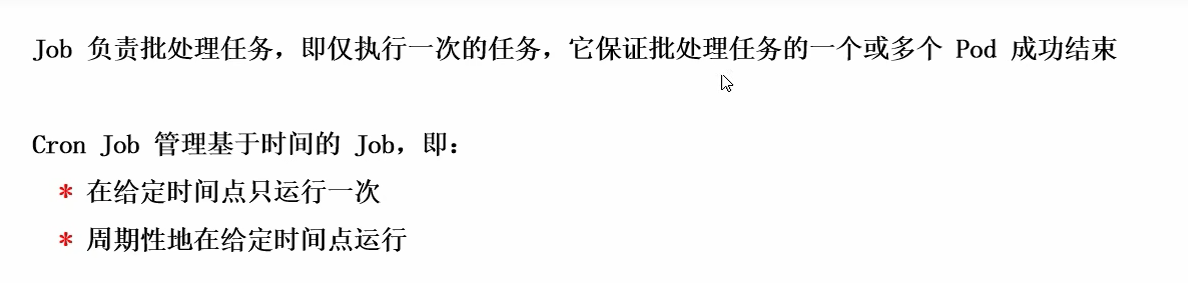 Job 负责批处理任务，即仅执行一次的任务，它保证批处理任务的一个或多个 Pod 成功结束
Cron Job 管理基于时间的 Job，即：
* 在给定时间点只运行一次
* 周期性地在给定时间点运行